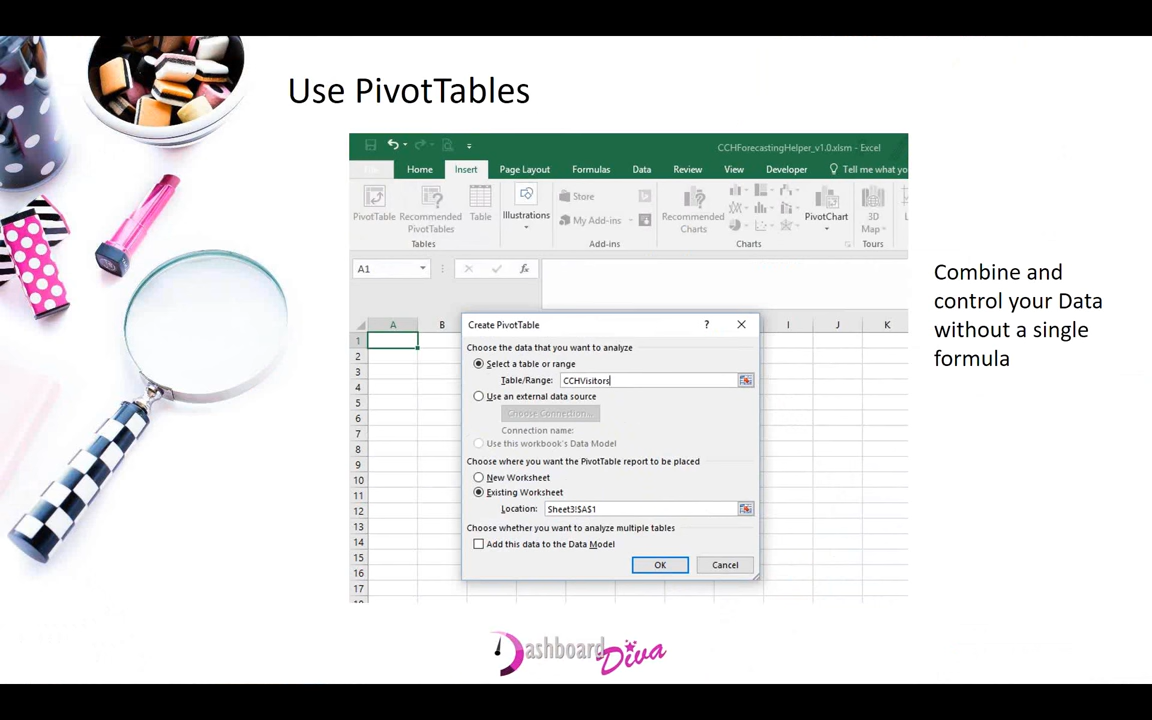 Use PivotTables
CCHForecastingHelper_v1.0.xlsm - Excel
Home Insert Page Layout Formulas Data Review View Developer Tell me what yo
PivotTable Recommended PivotTables Table Illustrations
Store
My Add-ins
Recommended Charts PivotChart 3D Map
Tables Add-ins Charts Tours
A1 fx
A B I J K
Create PivotTable ?
Choose the data that you want to analyze
Select a table or range
Table/Range: CCHVisitors
Use an external data source
Choose Connection...
Connection name:
Use this workbook's Data Model
Choose where you want the PivotTable report to be placed
New Worksheet
Existing Worksheet
Location: Sheet3!$A$1
Choose whether you want to analyze multiple tables
Add this data to the Data Model
OK Cancel
1
2
3
4
5
6
7
8
9
10
11
12
13
14
15
16
17
Combine and
control your Data
without a single
formula
Dashboard
Diva